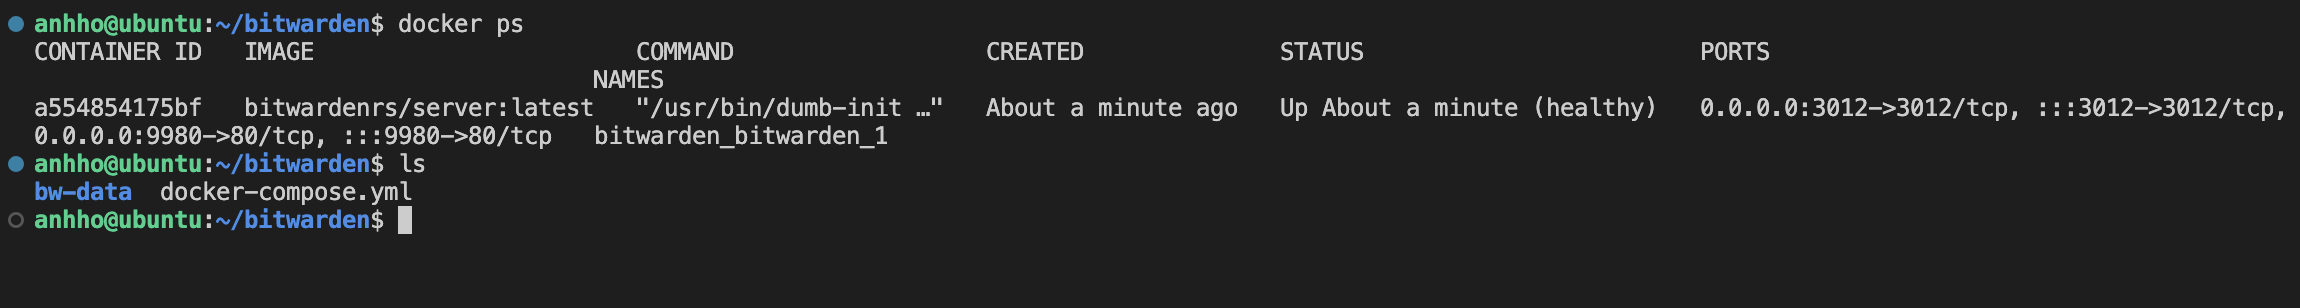 anhho@ubuntu:~/bitwarden$ docker ps
CONTAINER ID   IMAGE                       COMMAND                  CREATED              STATUS                        PORTS
                                        NAMES
a554854175bf   bitwardenrs/server:latest   "/usr/bin/dumb-init …"   About a minute ago   Up About a minute (healthy)   0.0.0.0:3012->3012/tcp, :::3012->3012/tcp,
0.0.0.0:9980->80/tcp, :::9980->80/tcp   bitwarden_bitwarden_1
anhho@ubuntu:~/bitwarden$ ls
bw-data  docker-compose.yml
anhho@ubuntu:~/bitwarden$